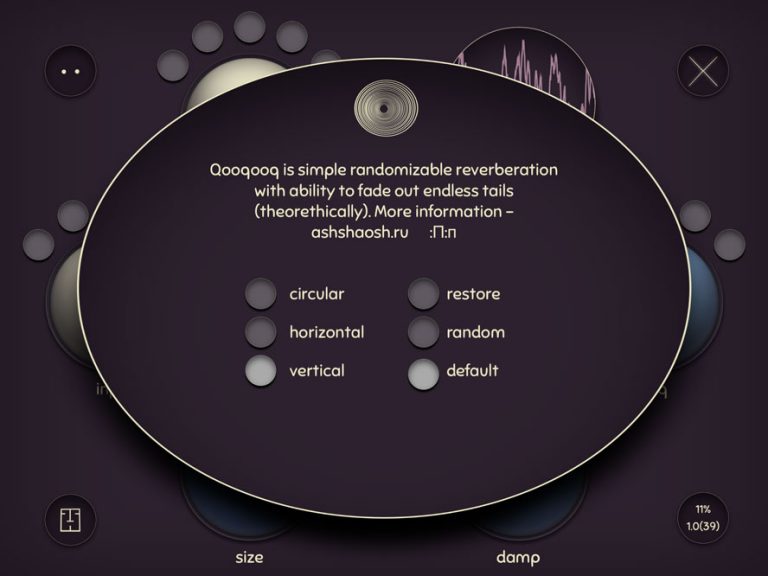 Qooqooq is simple randomizable reverberation
with ability to fade out endless tails
(theorethically). More information –
ashshaosh.ru :П:п
circular
restore
horizontal
random
vertical
default
11%
1.0(39)
size
damp